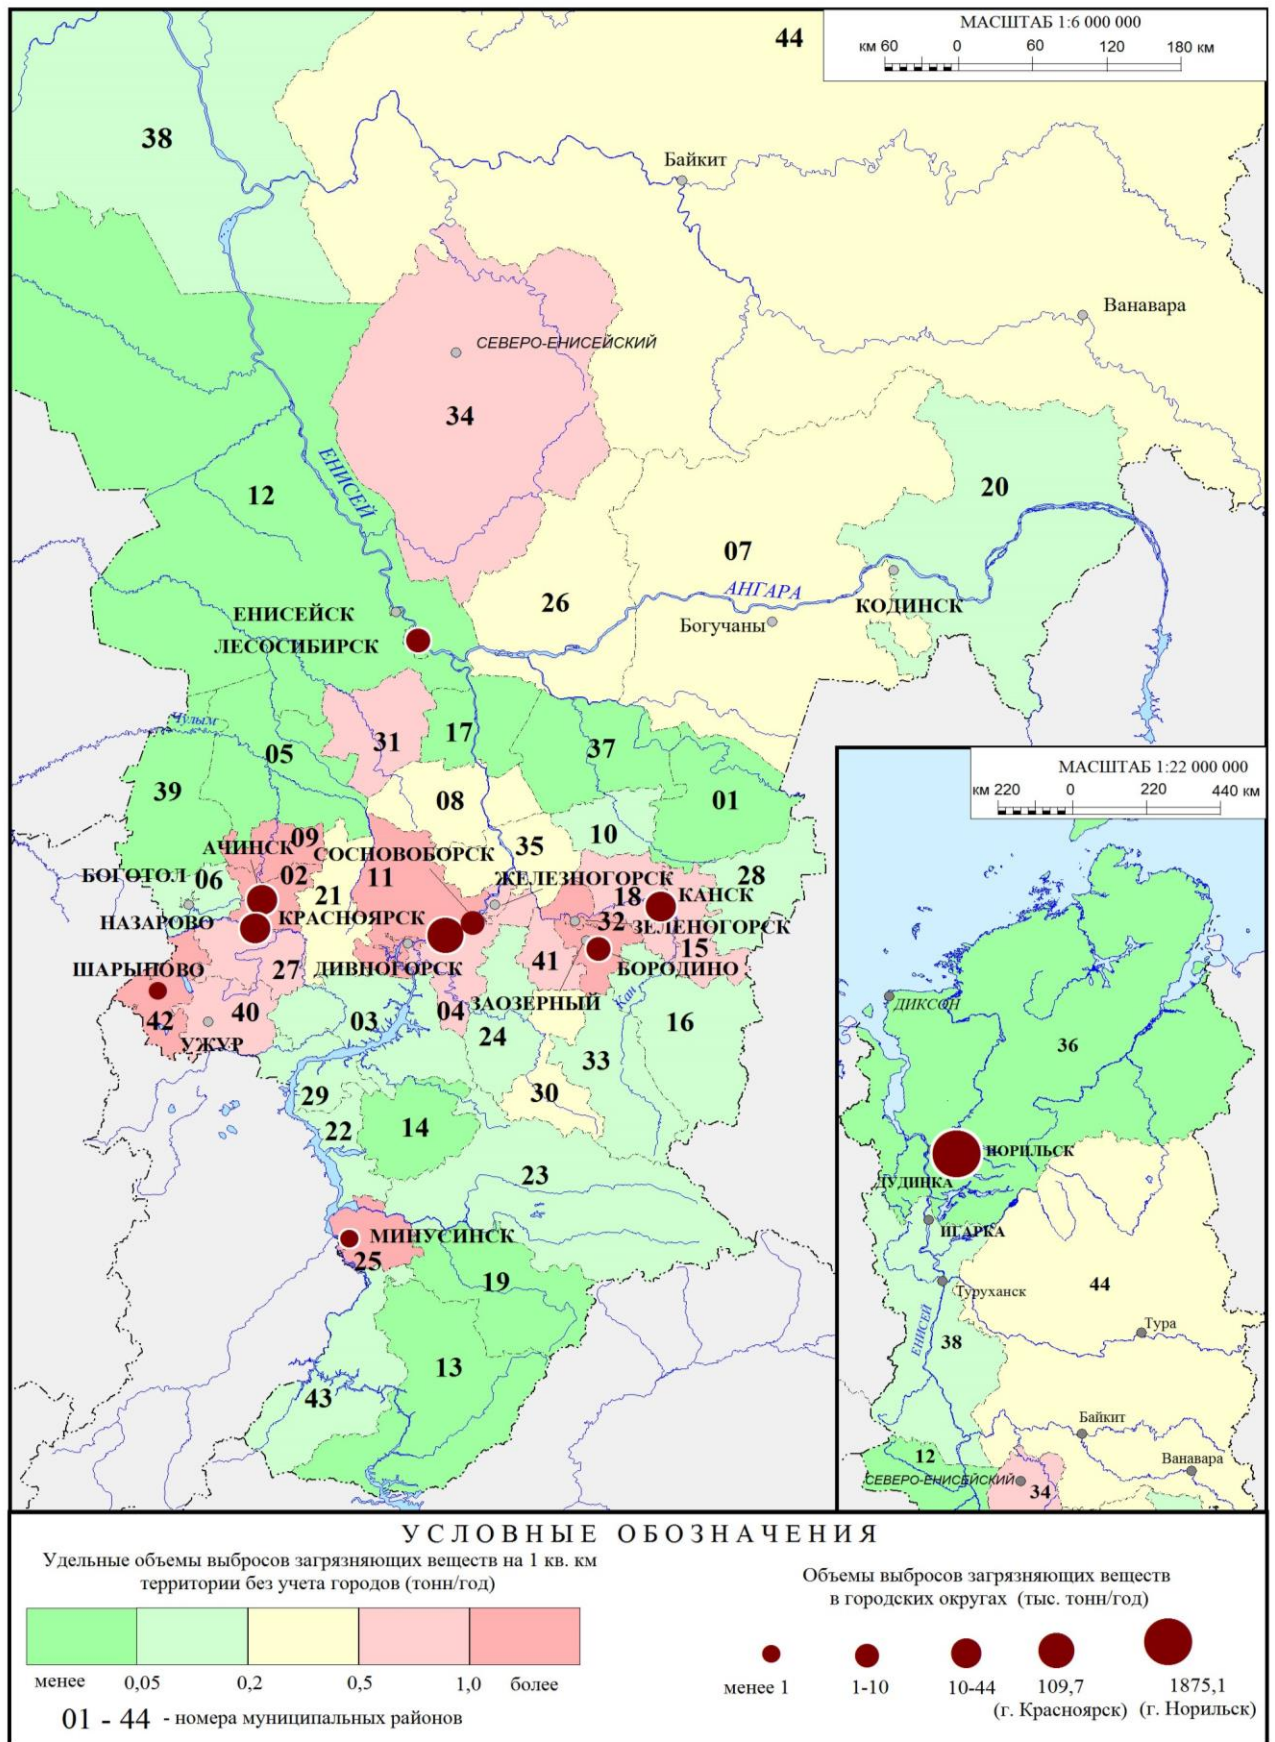 МАСШТАБ 1:6 000 000
км 60 0 60 120 180 км
44
38
Байкит
Ванавара
СЕВЕРО-ЕНИСЕЙСКИЙ
34
ЕНИСЕЙ
12
20
07
26
АНГАРА
КОДИНСК
Богучаны
ЕНИСЕЙСК
ЛЕСОСИБИРСК
Чулым
05
31
17
37
39
08
01
09
10
35
АЧИНСК
СОСНОВОБОРСК
02
11
ЖЕЛЕЗНОГОРСК
БОГОТОЛ
06
21
18
КАНСК
28
НАЗАРОВО
КРАСНОЯРСК
32
ЗЕЛЕНОГОРСК
15
ШАРЫПОВО
27
ДИВНОГОРСК
41
БОРОДИНО
ЗАОЗЕРНЫЙ
Кан
42
40
03
04
24
16
УЖУР
33
29
30
22
14
23
МИНУСИНСК
25
19
13
43
МАСШТАБ 1:22 000 000
км 220 0 220 440 км
ДИКСОН
36
НОРИЛЬСК
ДУДИНКА
ИГАРКА
Туруханск
44
Тура
ЕНИСЕЙ
38
Байкит
12
Ванавара
СЕВЕРО-ЕНИСЕЙСКИЙ
34
УСЛОВНЫЕ ОБОЗНАЧЕНИЯ
Удельные объемы выбросов загрязняющих веществ на 1 кв. км
территории без учета городов (тонн/год)
менее 0,05 0,2 0,5 1,0 более
01 - 44 - номера муниципальных районов
Объемы выбросов загрязняющих веществ
в городских округах (тыс. тонн/год)
менее 1 1-10 10-44 109,7 1875,1
(г. Красноярск) (г. Норильск)